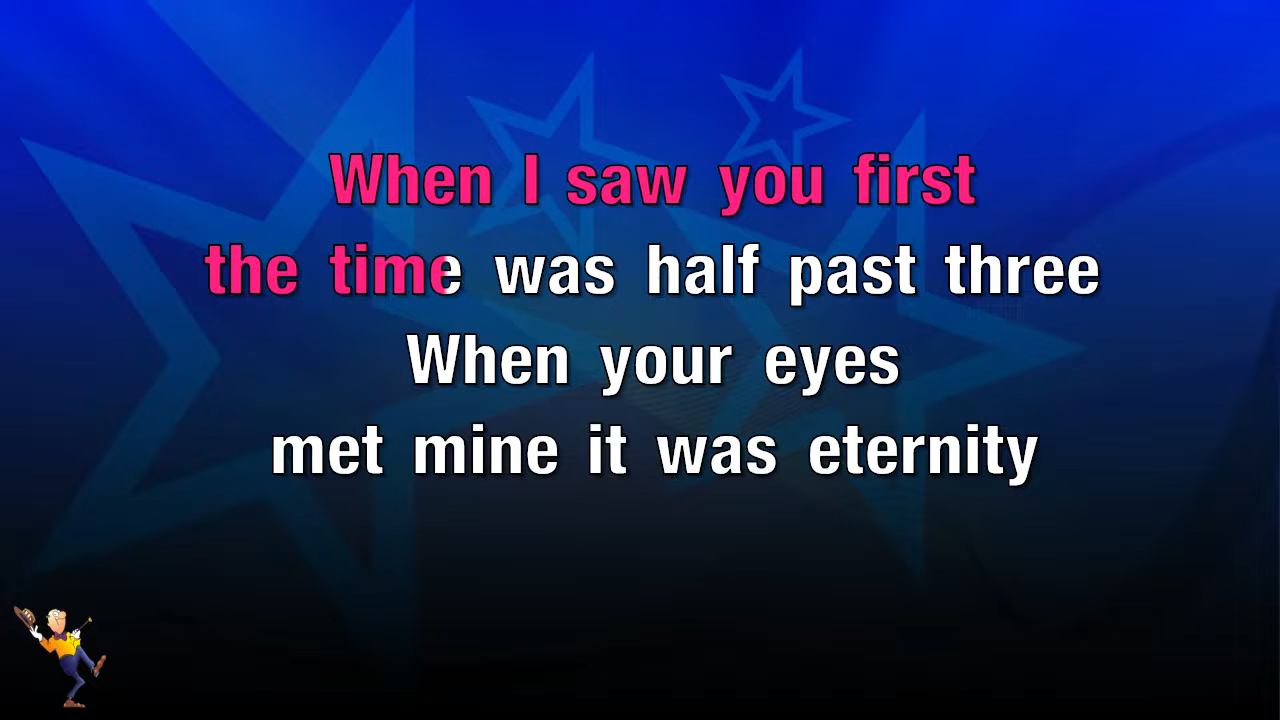 When I saw you first
the time was half past three
When your eyes
met mine it was eternity